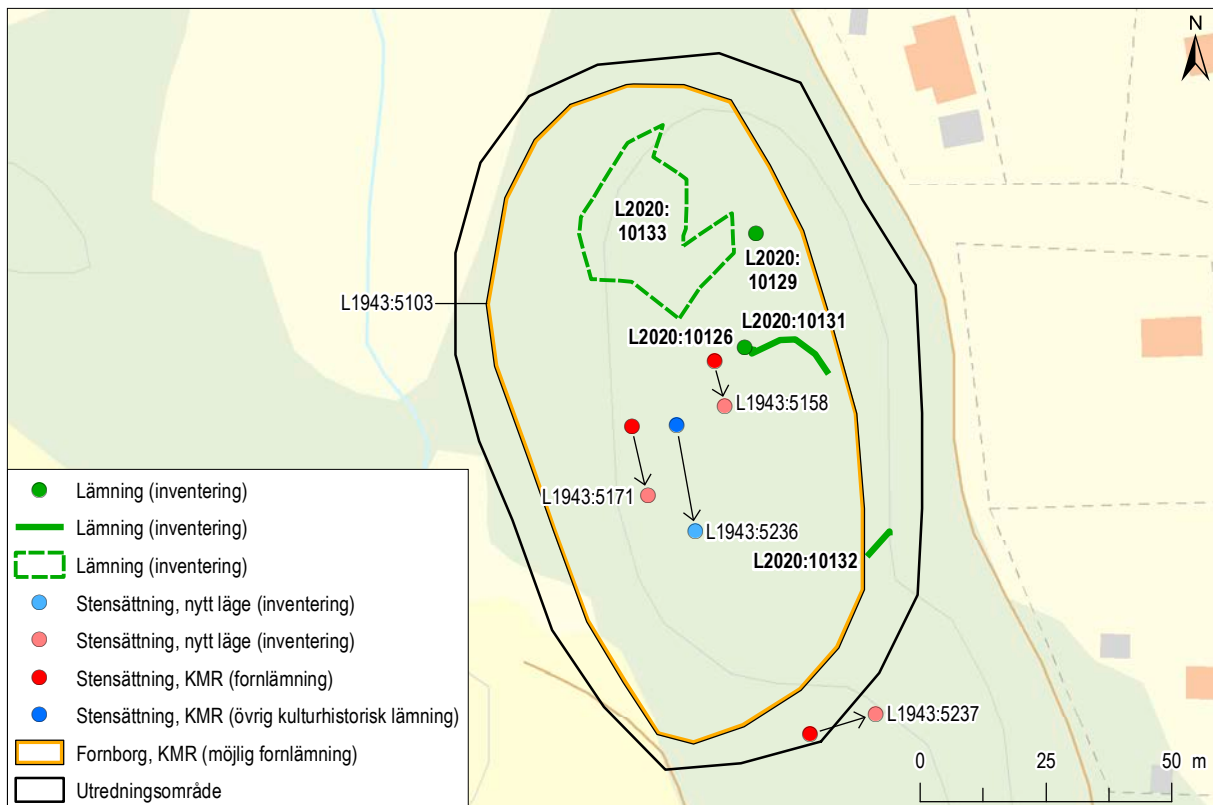 N
L2020:
10133
L2020:
10129
L1943:5103
L2020:10131
L2020:10126
L1943:5158
L1943:5171
L1943:5236
L2020:10132
L1943:5237
Lämning (inventering)
Lämning (inventering)
Lämning (inventering)
Stensättning, nytt läge (inventering)
Stensättning, nytt läge (inventering)
Stensättning, KMR (fornlämning)
Stensättning, KMR (övrig kulturhistorisk lämning)
Fornborg, KMR (möjlig fornlämning)
Utredningsområde
0 25 50 m